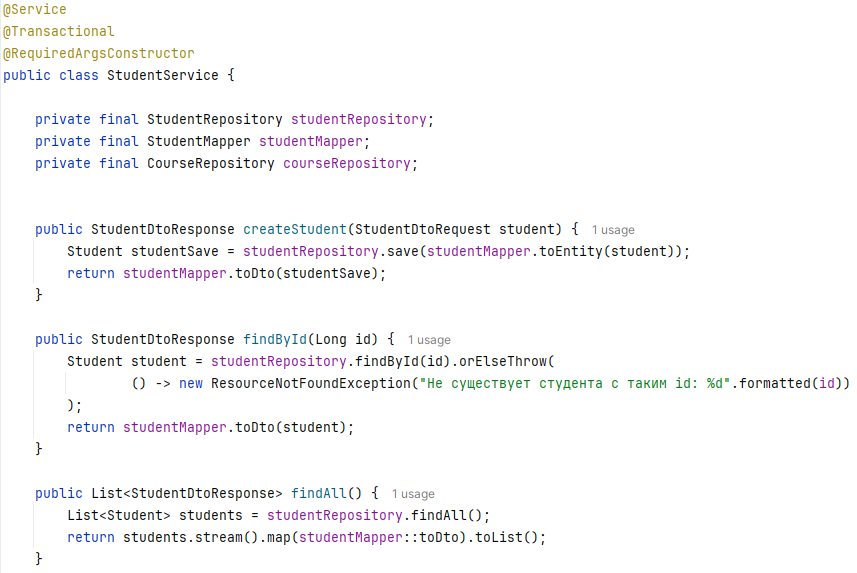 @Service
@Transactional
@RequiredArgsConstructor
public class StudentService {
private final StudentRepository studentRepository;
private final StudentMapper studentMapper;
private final CourseRepository courseRepository;
public StudentDtoResponse createStudent(StudentDtoRequest student) { 1 usage
Student studentSave = studentRepository.save(studentMapper.toEntity(student));
return studentMapper.toDto(studentSave);
}
public StudentDtoResponse findById(Long id) { 1 usage
Student student = studentRepository.findById(id).orElseThrow(
() -> new ResourceNotFoundException("Не существует студента с таким id: %d".formatted(id))
);
return studentMapper.toDto(student);
}
public List<StudentDtoResponse> findAll() { 1 usage
List<Student> students = studentRepository.findAll();
return students.stream().map(studentMapper::toDto).toList();
}